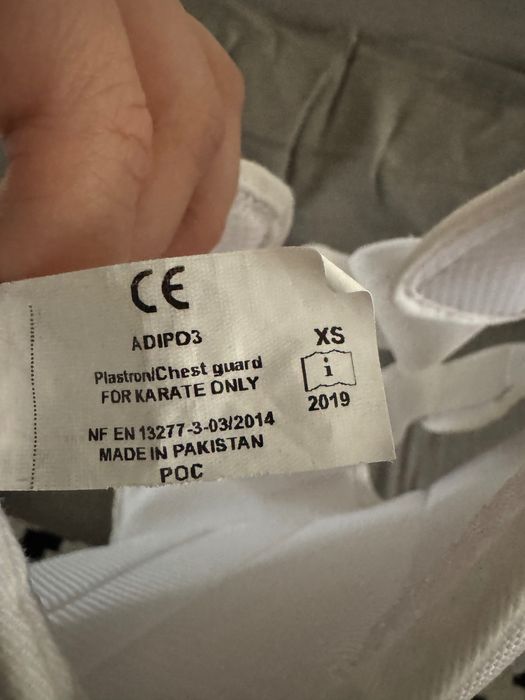 CE
ADIP03
Plastron/Chest guard
FOR KARATE ONLY
NF EN 13277-3-03/2014
MADE IN PAKISTAN
POC
XS
i
2019